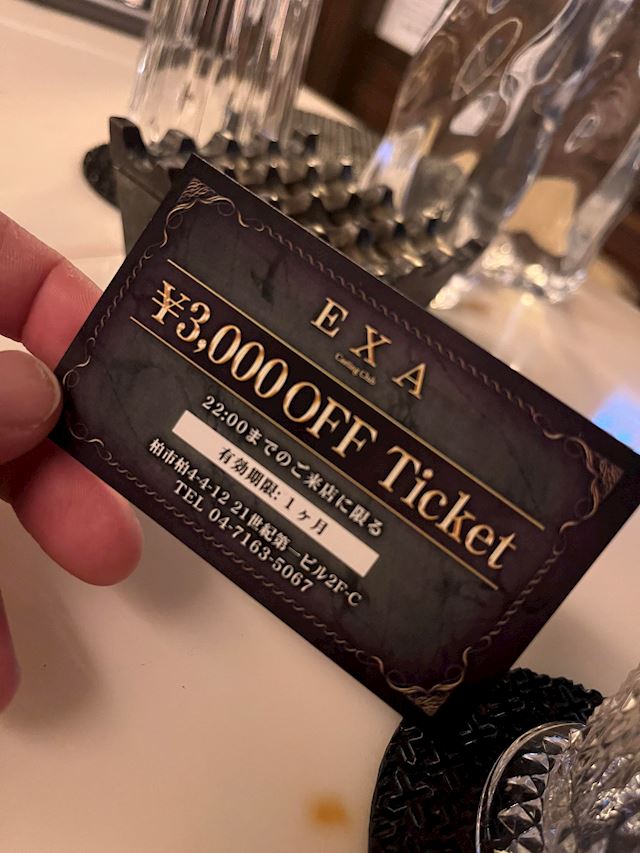 EXA
Casting Club
¥3,000 OFF Ticket
22:00までのご来店に限る
有効期限: 1ヶ月
柏市柏4-4-12 21世紀第一ビル2F-C
TEL 04-7163-5067